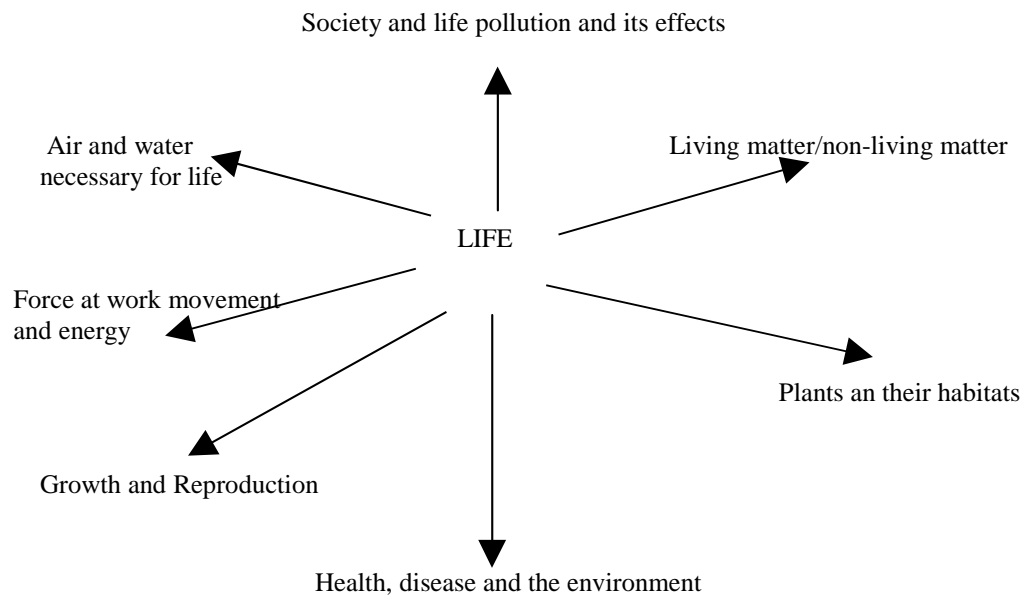 Society and life pollution and its effects
Air and water
necessary for life
Living matter/non-living matter
LIFE
Force at work movement
and energy
Plants an their habitats
Growth and Reproduction
Health, disease and the environment